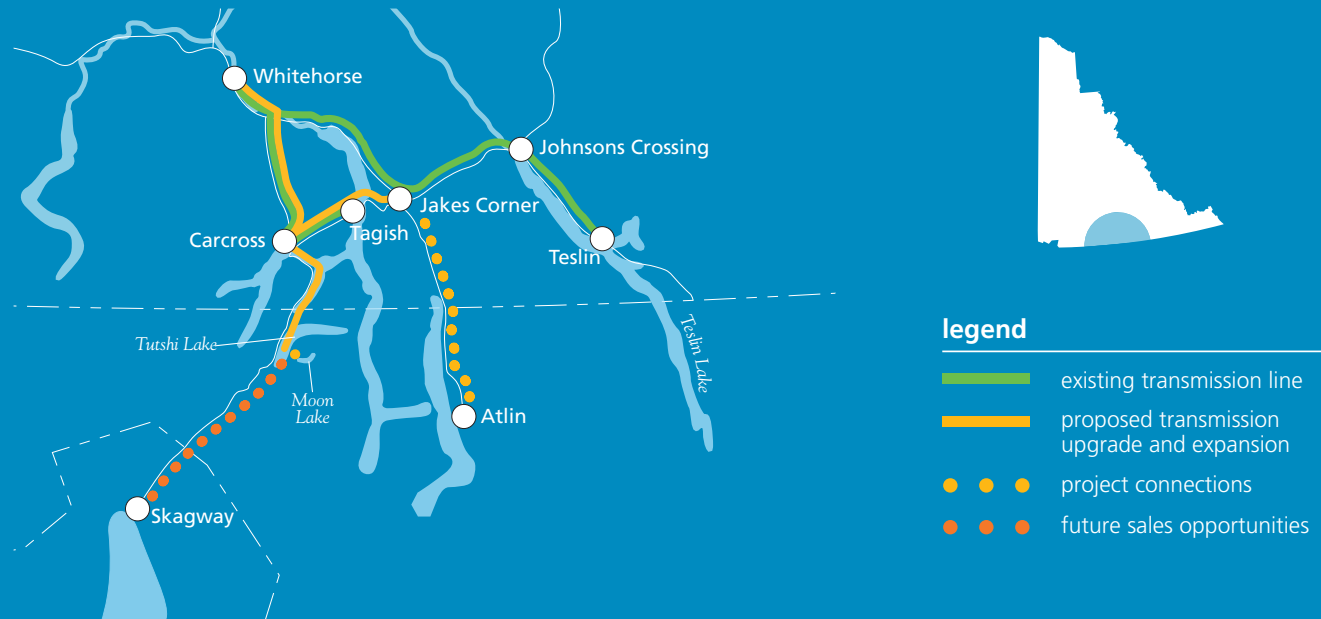 Whitehorse
Johnsons Crossing
Jakes Corner
Tagish
Carcross
Teslin
Teslin Lake
Tutshi Lake
Moon
Lake
Atlin
Skagway
legend
existing transmission line
proposed transmission
upgrade and expansion
project connections
future sales opportunities